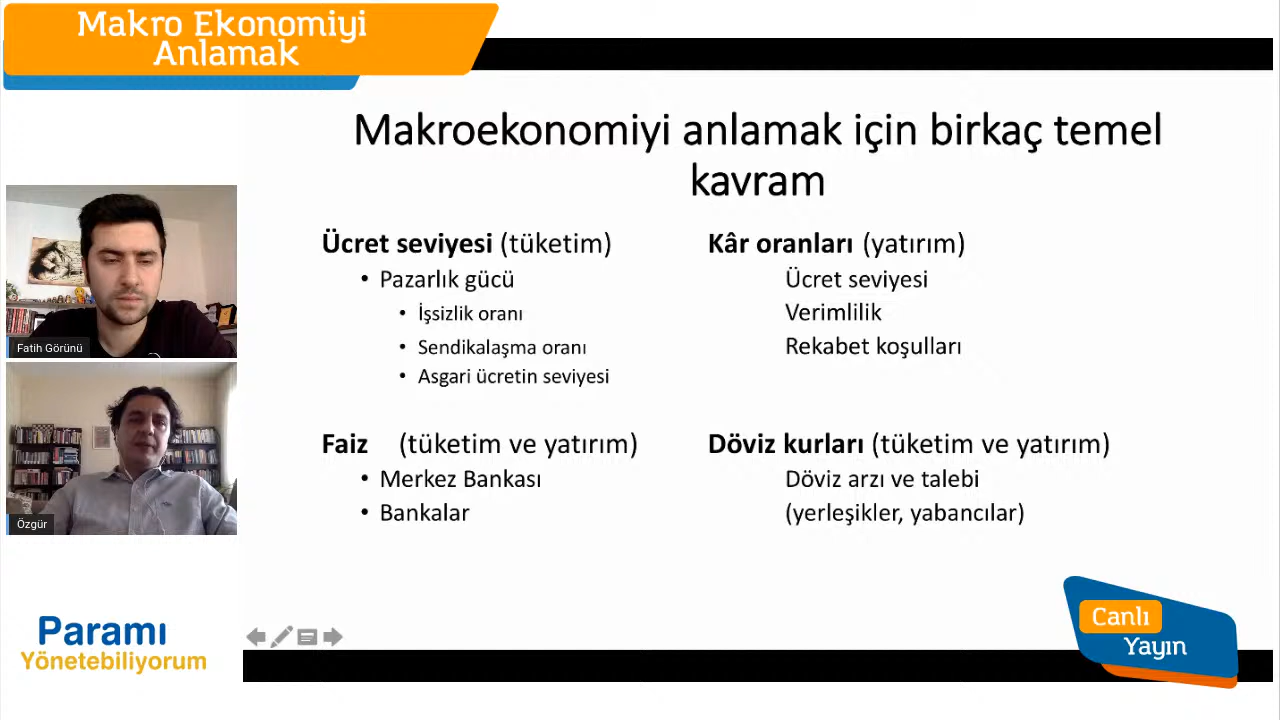 Makro Ekonomiyi
Anlamak
Makroekonomiyi anlamak için birkaç temel
kavram
Ücret seviyesi (tüketim)
• Pazarlık gücü
• İşsizlik oranı
• Sendikalaşma oranı
• Asgari ücretin seviyesi
Kâr oranları (yatırım)
Ücret seviyesi
Verimlilik
Rekabet koşulları
Faiz (tüketim ve yatırım)
• Merkez Bankası
• Bankalar
Döviz kurları (tüketim ve yatırım)
Döviz arzı ve talebi
(yerleşikler, yabancılar)
Fatih Görünü
Özgür
Paramı
Yönetebiliyorum
Canlı
Yayın